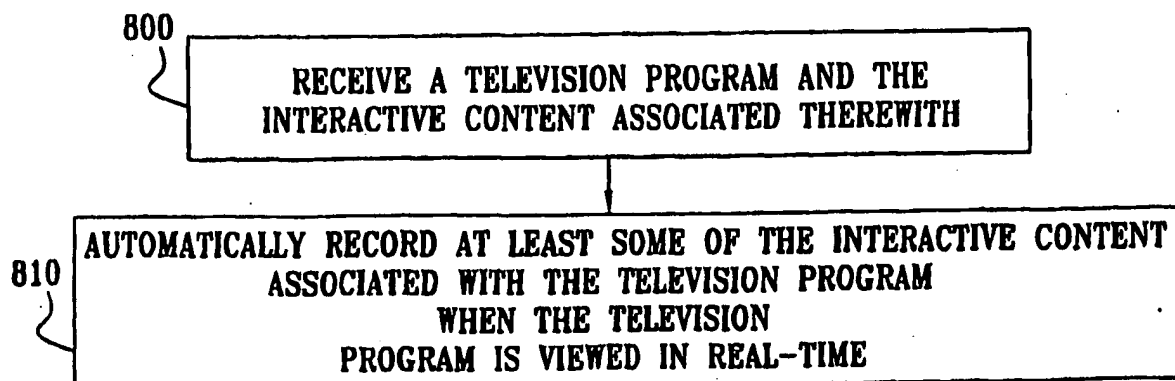 800
RECEIVE A TELEVISION PROGRAM AND THE
INTERACTIVE CONTENT ASSOCIATED THEREWITH
810
AUTOMATICALLY RECORD AT LEAST SOME OF THE INTERACTIVE CONTENT
ASSOCIATED WITH THE TELEVISION PROGRAM
WHEN THE TELEVISION
PROGRAM IS VIEWED IN REAL-TIME